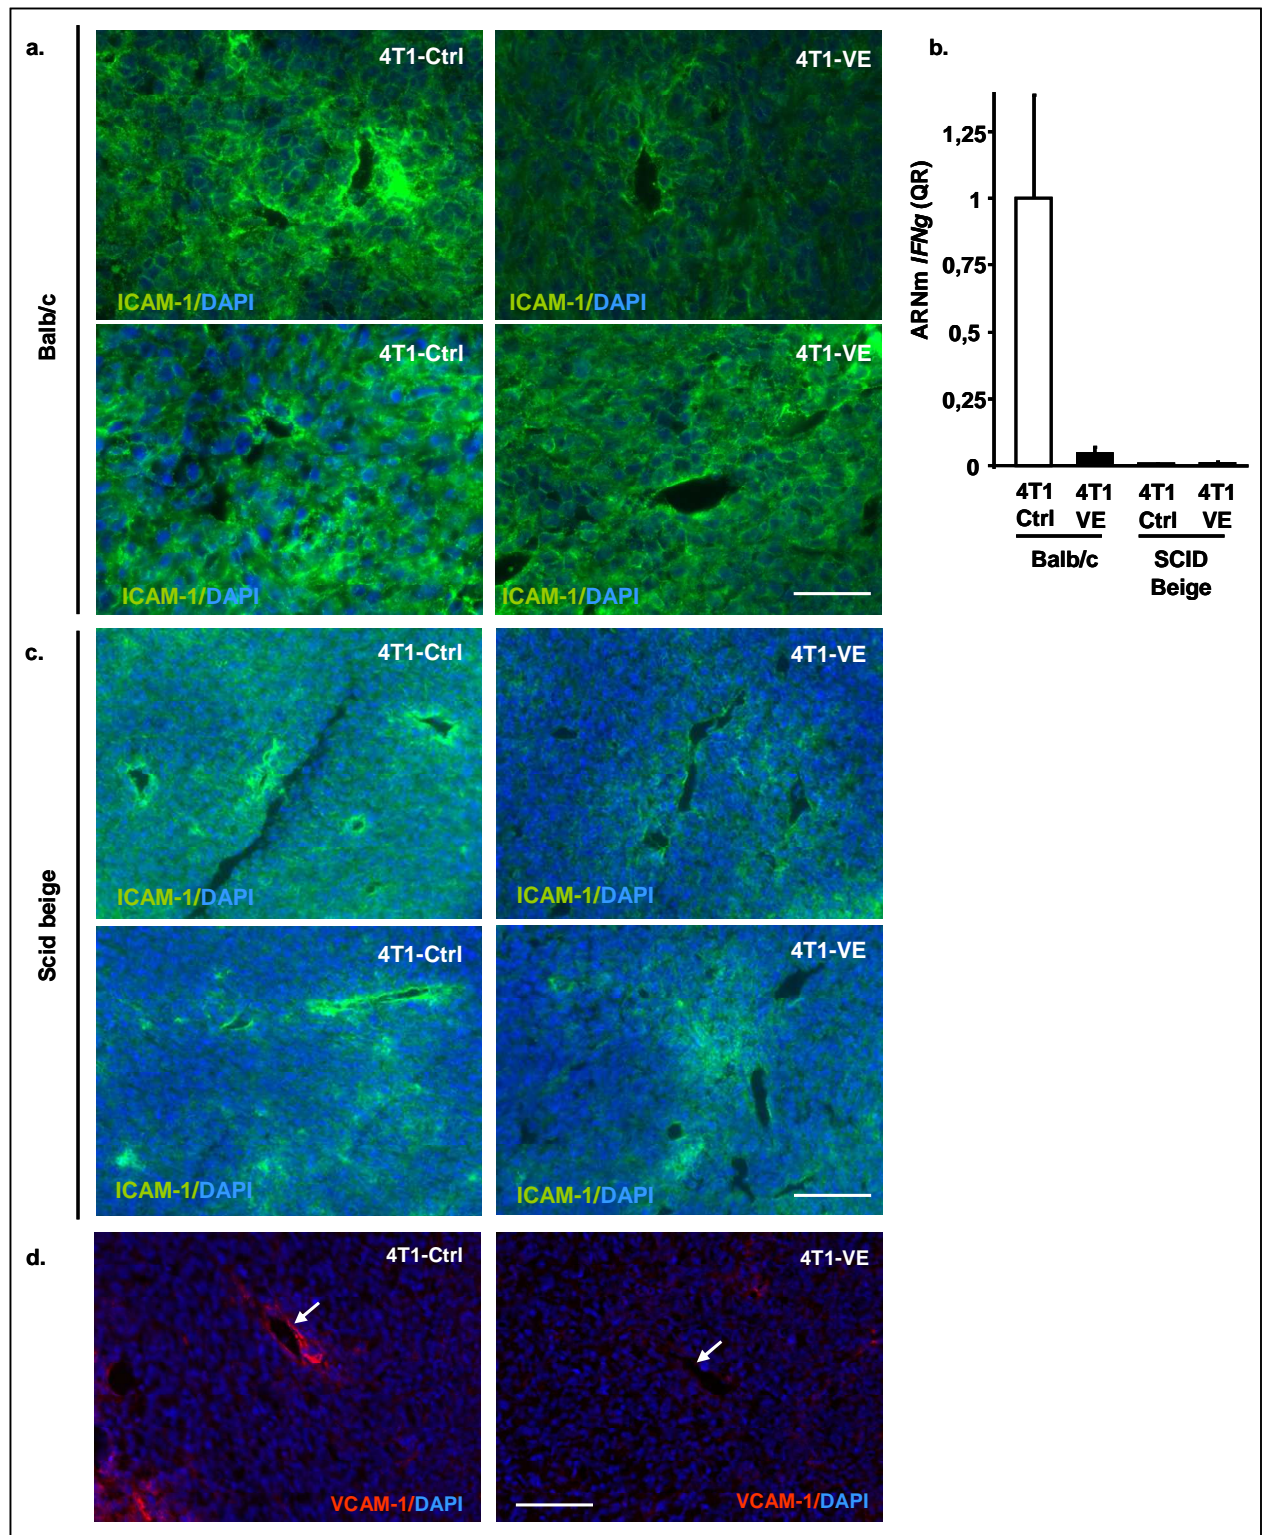 a.
Balb/c
4T1-Ctrl
ICAM-1/DAPI
4T1-VE
ICAM-1/DAPI
4T1-Ctrl
ICAM-1/DAPI
4T1-VE
ICAM-1/DAPI
b.
ARNm IFNg (QR)
1,25
1
0,75
0,5
0,25
0
4T1 4T1 4T1 4T1
Ctrl VE Ctrl VE
Balb/c SCID
Beige
c.
Scid beige
4T1-Ctrl
ICAM-1/DAPI
4T1-VE
ICAM-1/DAPI
4T1-Ctrl
ICAM-1/DAPI
4T1-VE
ICAM-1/DAPI
d.
4T1-Ctrl
VCAM-1/DAPI
4T1-VE
VCAM-1/DAPI